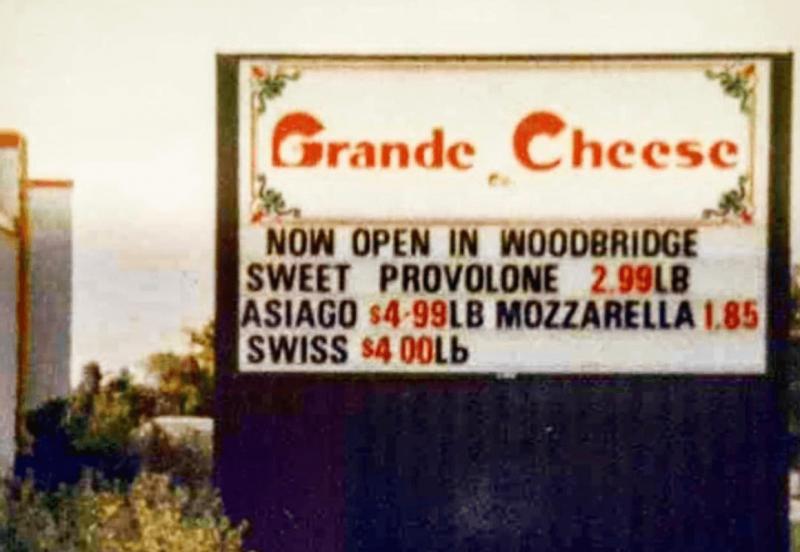 Grande Cheese
Co.
NOW OPEN IN WOODBRIDGE
SWEET PROVOLONE 2.99LB
ASIAGO $4.99LB MOZZARELLA 1.85
SWISS $4 00Lb